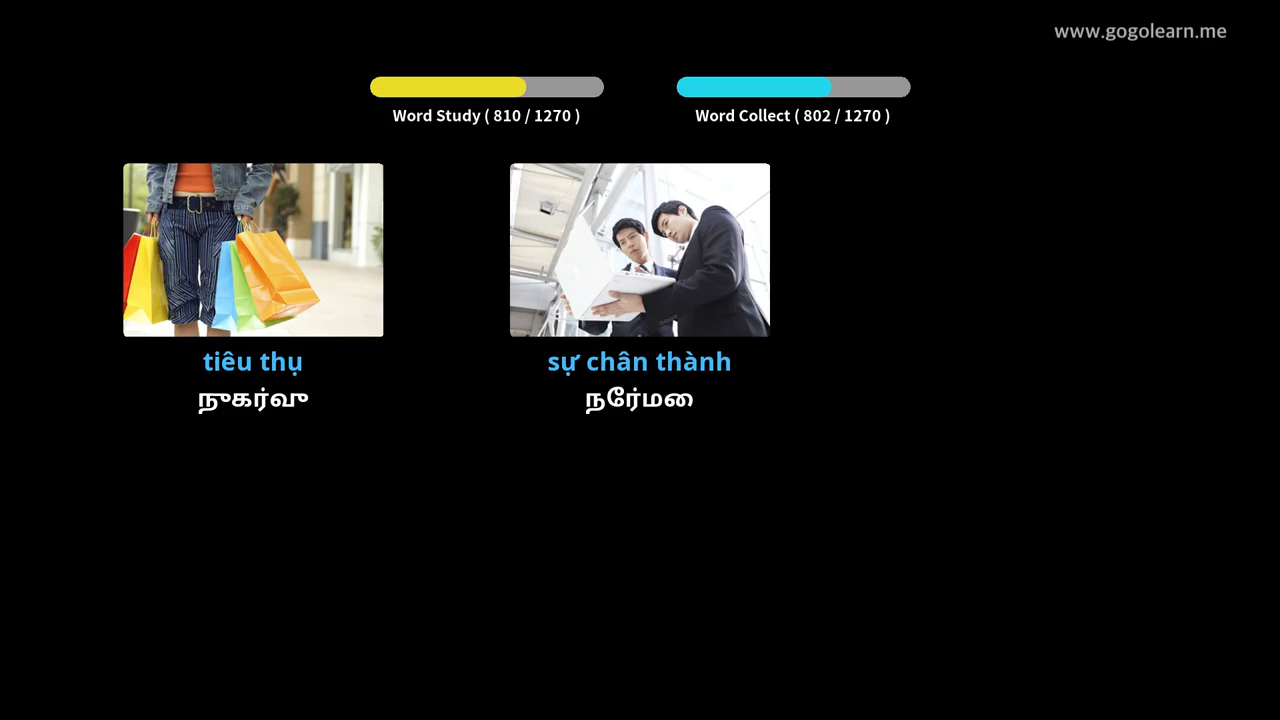 www.gogolearn.me
Word Study ( 810 / 1270 )
Word Collect ( 802 / 1270 )
tiêu thụ
நுகர்வு
sự chân thành
நேர்மை